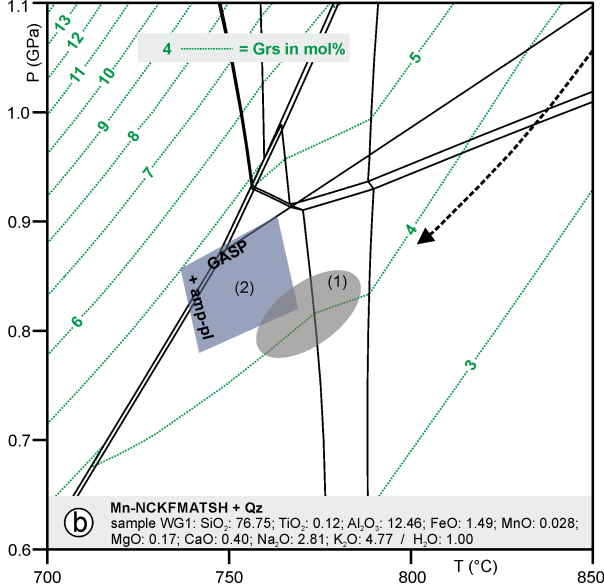 1.1
P (GPa)
1.0
0.9
0.8
0.7
0.6
13
12
11
10
9
8
7
6
5
4
3
4 = Grs in mol%
GASP
+ amp-pl
(2)
(1)
b
Mn-NCKFMATSH + Qz
sample WG1: SiO₂: 76.75; TiO₂: 0.12; Al₂O₃: 12.46; FeO: 1.49; MnO: 0.028;
MgO: 0.17; CaO: 0.40; Na₂O: 2.81; K₂O: 4.77 / H₂O: 1.00
700
750
800
850
T (°C)